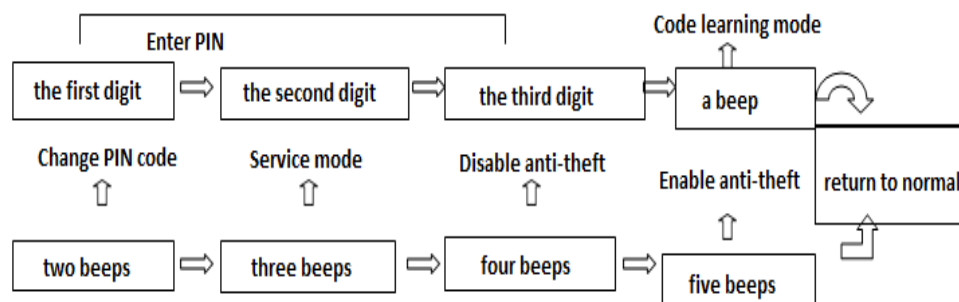 Enter PIN
Code learning mode
the first digit
the second digit
the third digit
a beep
Change PIN code
Service mode
Disable anti-theft
Enable anti-theft
return to normal
two beeps
three beeps
four beeps
five beeps